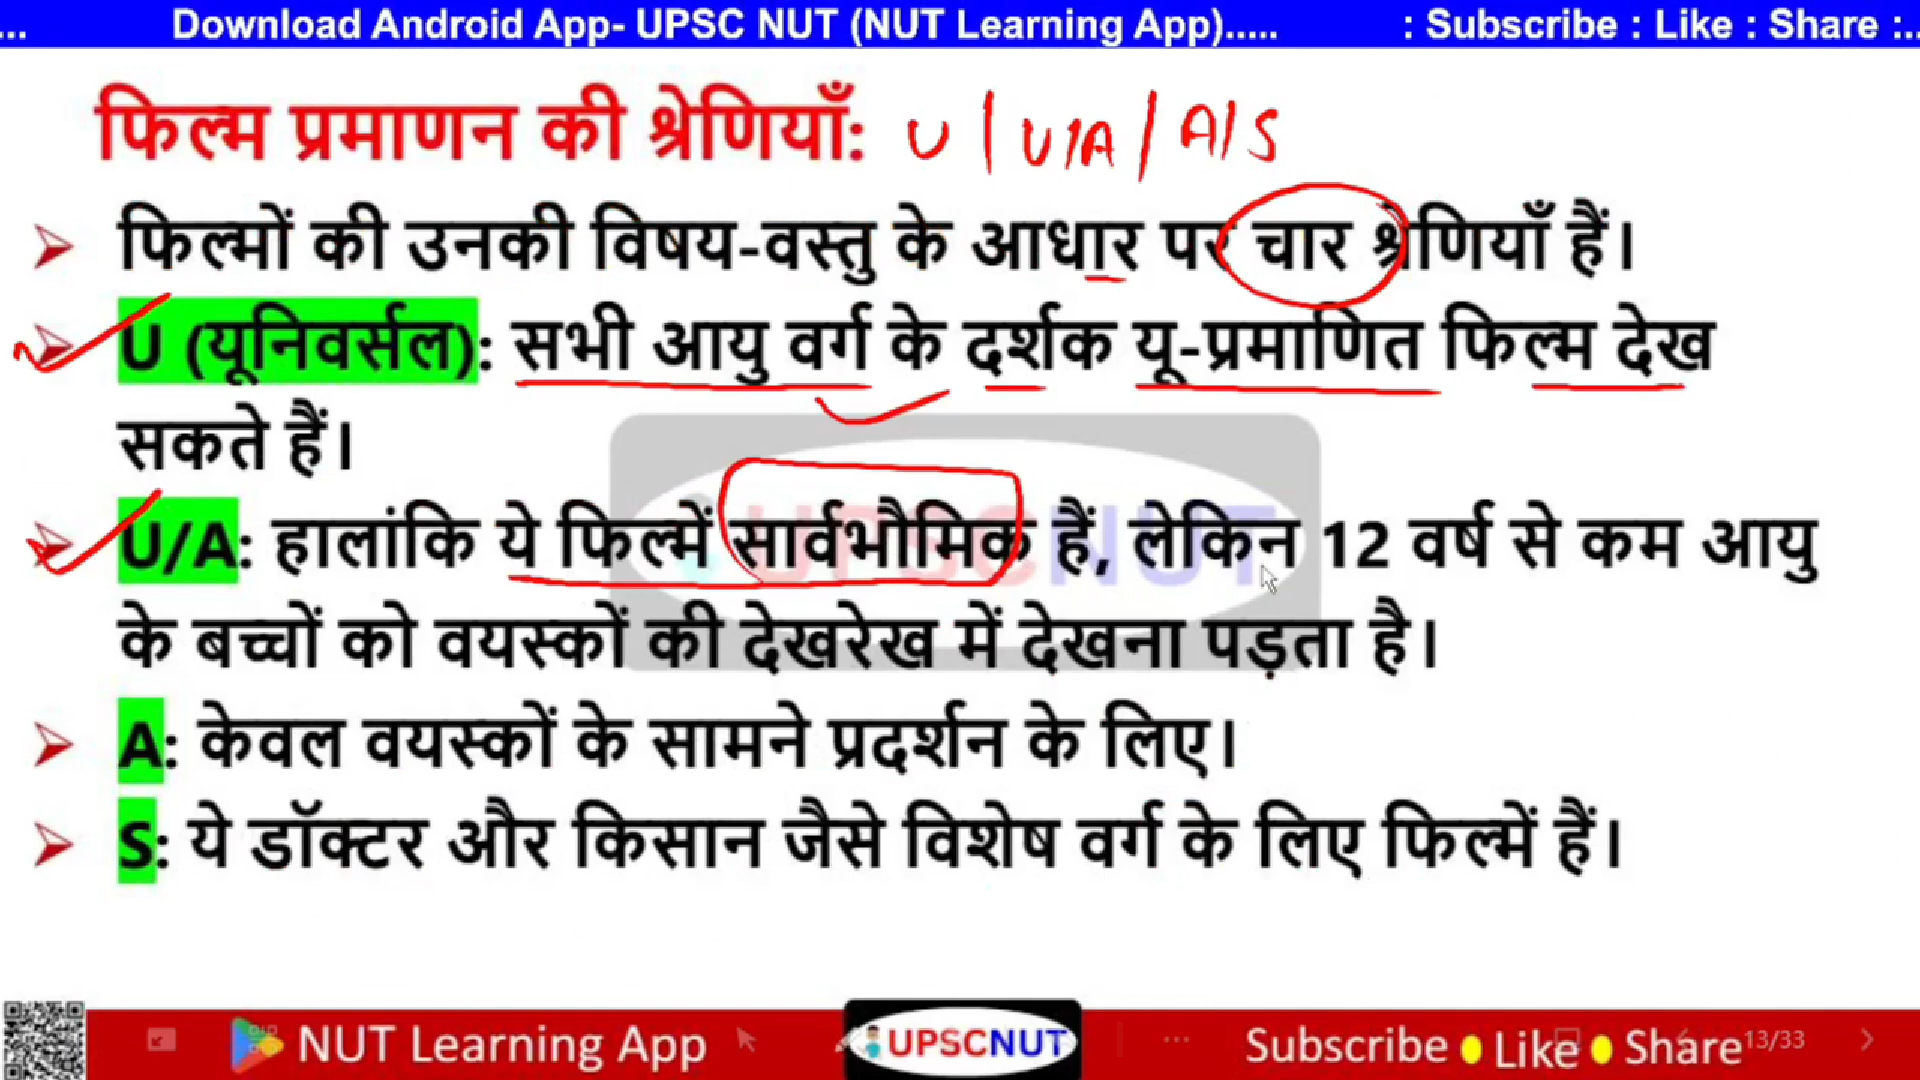 ... Download Android App- UPSC NUT (NUT Learning App)..... : Subscribe : Like : Share :..
फिल्म प्रमाणन की श्रेणियाँ: U | U/A | A/S
फिल्मों की उनकी विषय-वस्तु के आधार पर चार श्रेणियाँ हैं।
U (यूनिवर्सल): सभी आयु वर्ग के दर्शक यू-प्रमाणित फिल्म देख
सकते हैं।
U/A: हालांकि ये फिल्में सार्वभौमिक हैं, लेकिन 12 वर्ष से कम आयु
के बच्चों को वयस्कों की देखरेख में देखना पड़ता है।
A: केवल वयस्कों के सामने प्रदर्शन के लिए।
S: ये डॉक्टर और किसान जैसे विशेष वर्ग के लिए फिल्में हैं।
UPSCNUT
NUT Learning App UPSCNUT Subscribe Like Share 13/33